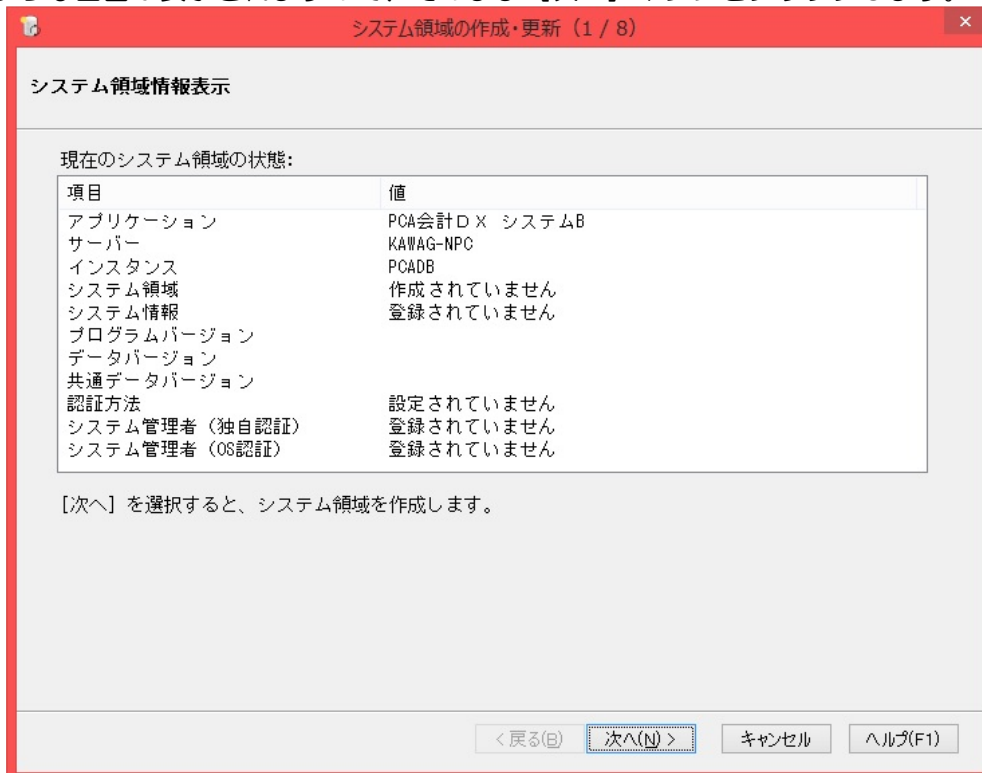 システム領域の作成・更新 (1 / 8)
システム領域情報表示
現在のシステム領域の状態:
項目 値
アプリケーション PCA会計DX システムB
サーバー KAWAG-NPC
インスタンス PCADB
システム領域 作成されていません
システム情報 登録されていません
プログラムバージョン
データバージョン
共通データバージョン
認証方法 設定されていません
システム管理者(独自認証) 登録されていません
システム管理者(OS認証) 登録されていません
[次へ] を選択すると、システム領域を作成します。
< 戻る(B) 次へ(N) > キャンセル ヘルプ(F1)